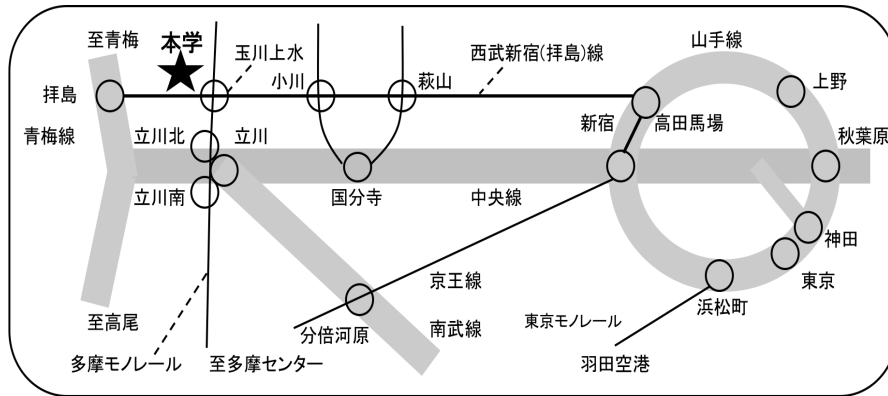 至青梅
本学
玉川上水
小川
萩山
西武新宿(拝島)線
山手線
上野
拝島
青梅線
立川北
立川
新宿
高田馬場
秋葉原
立川南
国分寺
中央線
神田
東京
浜松町
京王線
東京モノレール
至高尾
分倍河原
南武線
羽田空港
多摩モノレール
至多摩センター